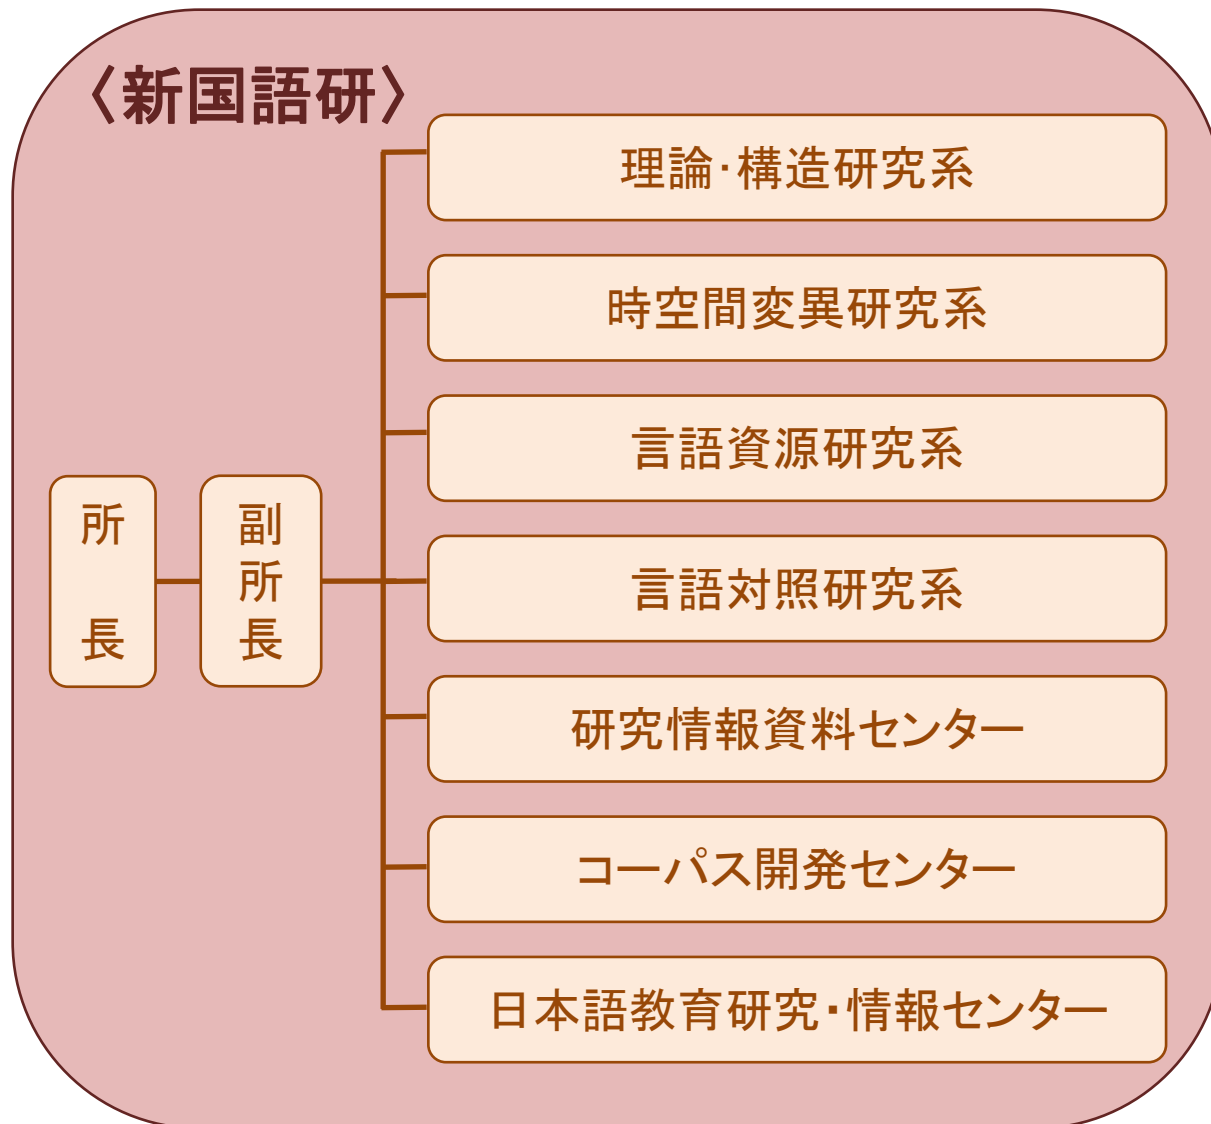 〈新国語研〉
所長
副所長
理論・構造研究系
時空間変異研究系
言語資源研究系
言語対照研究系
研究情報資料センター
コーパス開発センター
日本語教育研究・情報センター